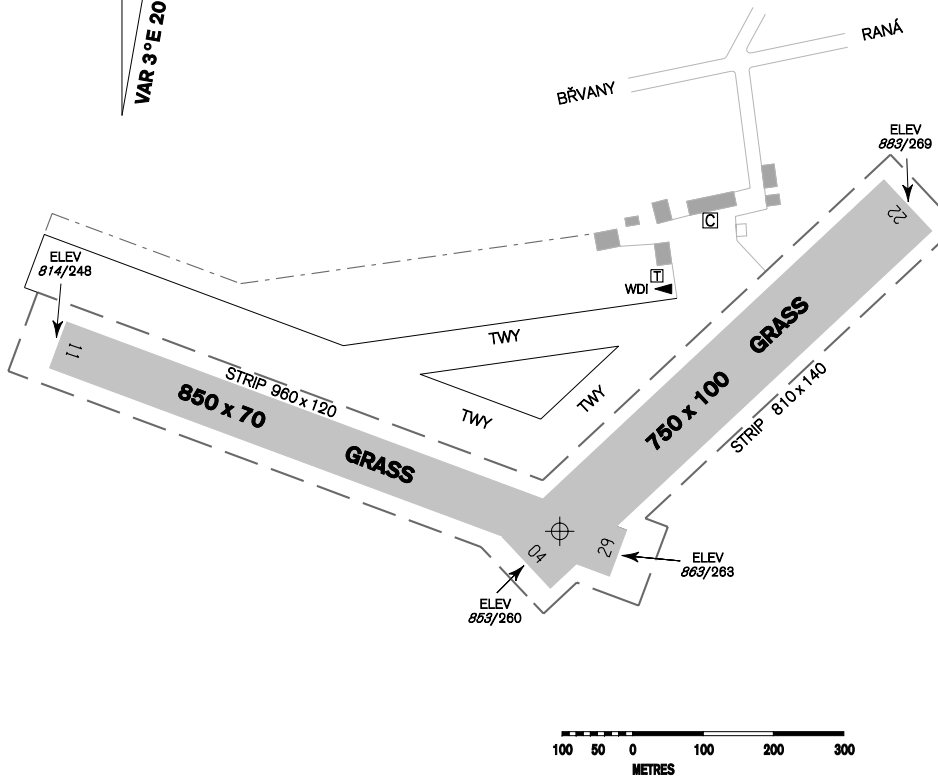 VAR 3°E 20
RANÁ
BŘVANY
ELEV
883/269
22
C
ELEV
814/248
T
WDI
11
TWY
GRASS
STRIP 960 x 120
850 x 70
TWY
TWY
750 x 100
STRIP 810 x 140
GRASS
04
29
ELEV
863/263
ELEV
853/260
100 50 0 100 200 300
METRES